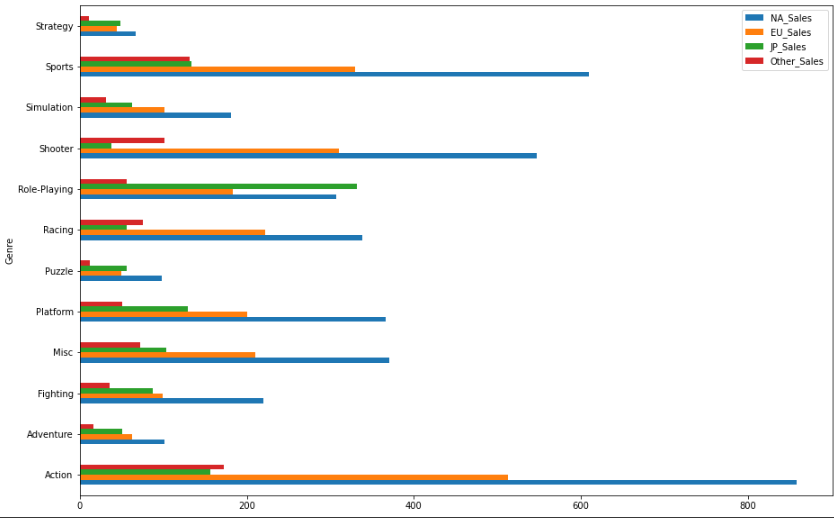 NA_Sales
EU_Sales
JP_Sales
Other_Sales
Genre
Strategy
Sports
Simulation
Shooter
Role-Playing
Racing
Puzzle
Platform
Misc
Fighting
Adventure
Action
0 200 400 600 800